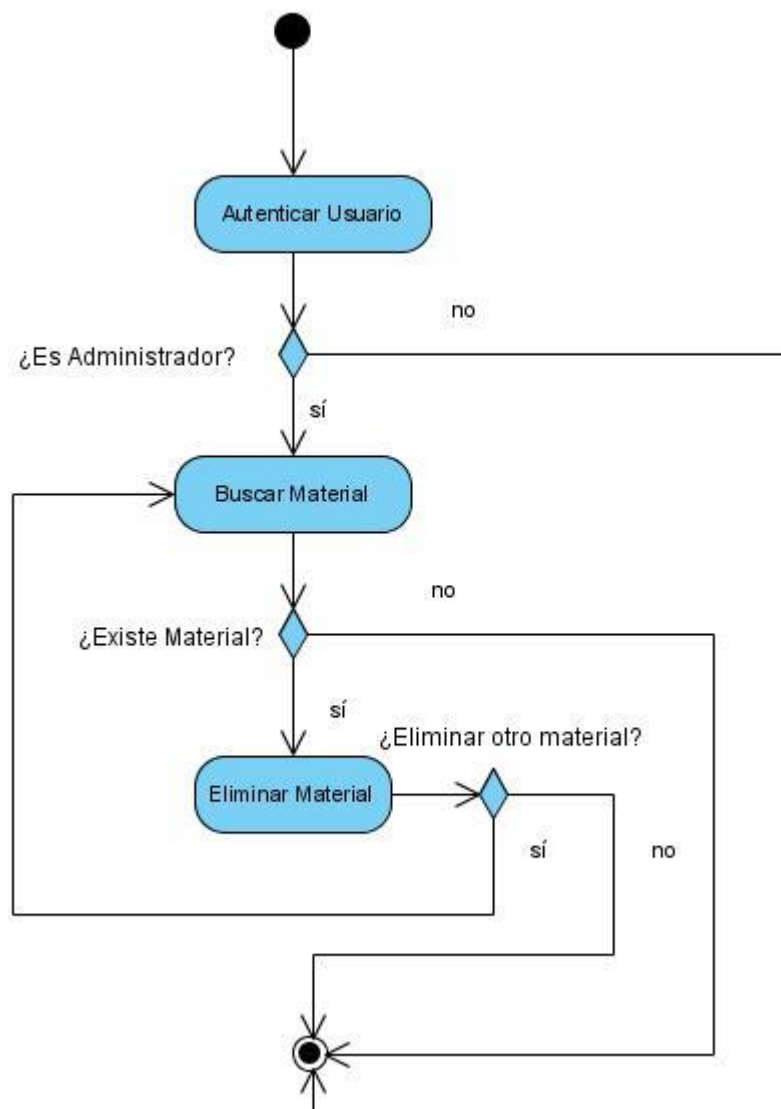 Autenticar Usuario
no
¿Es Administrador?
sí
Buscar Material
no
¿Existe Material?
sí
¿Eliminar otro material?
Eliminar Material
sí
no